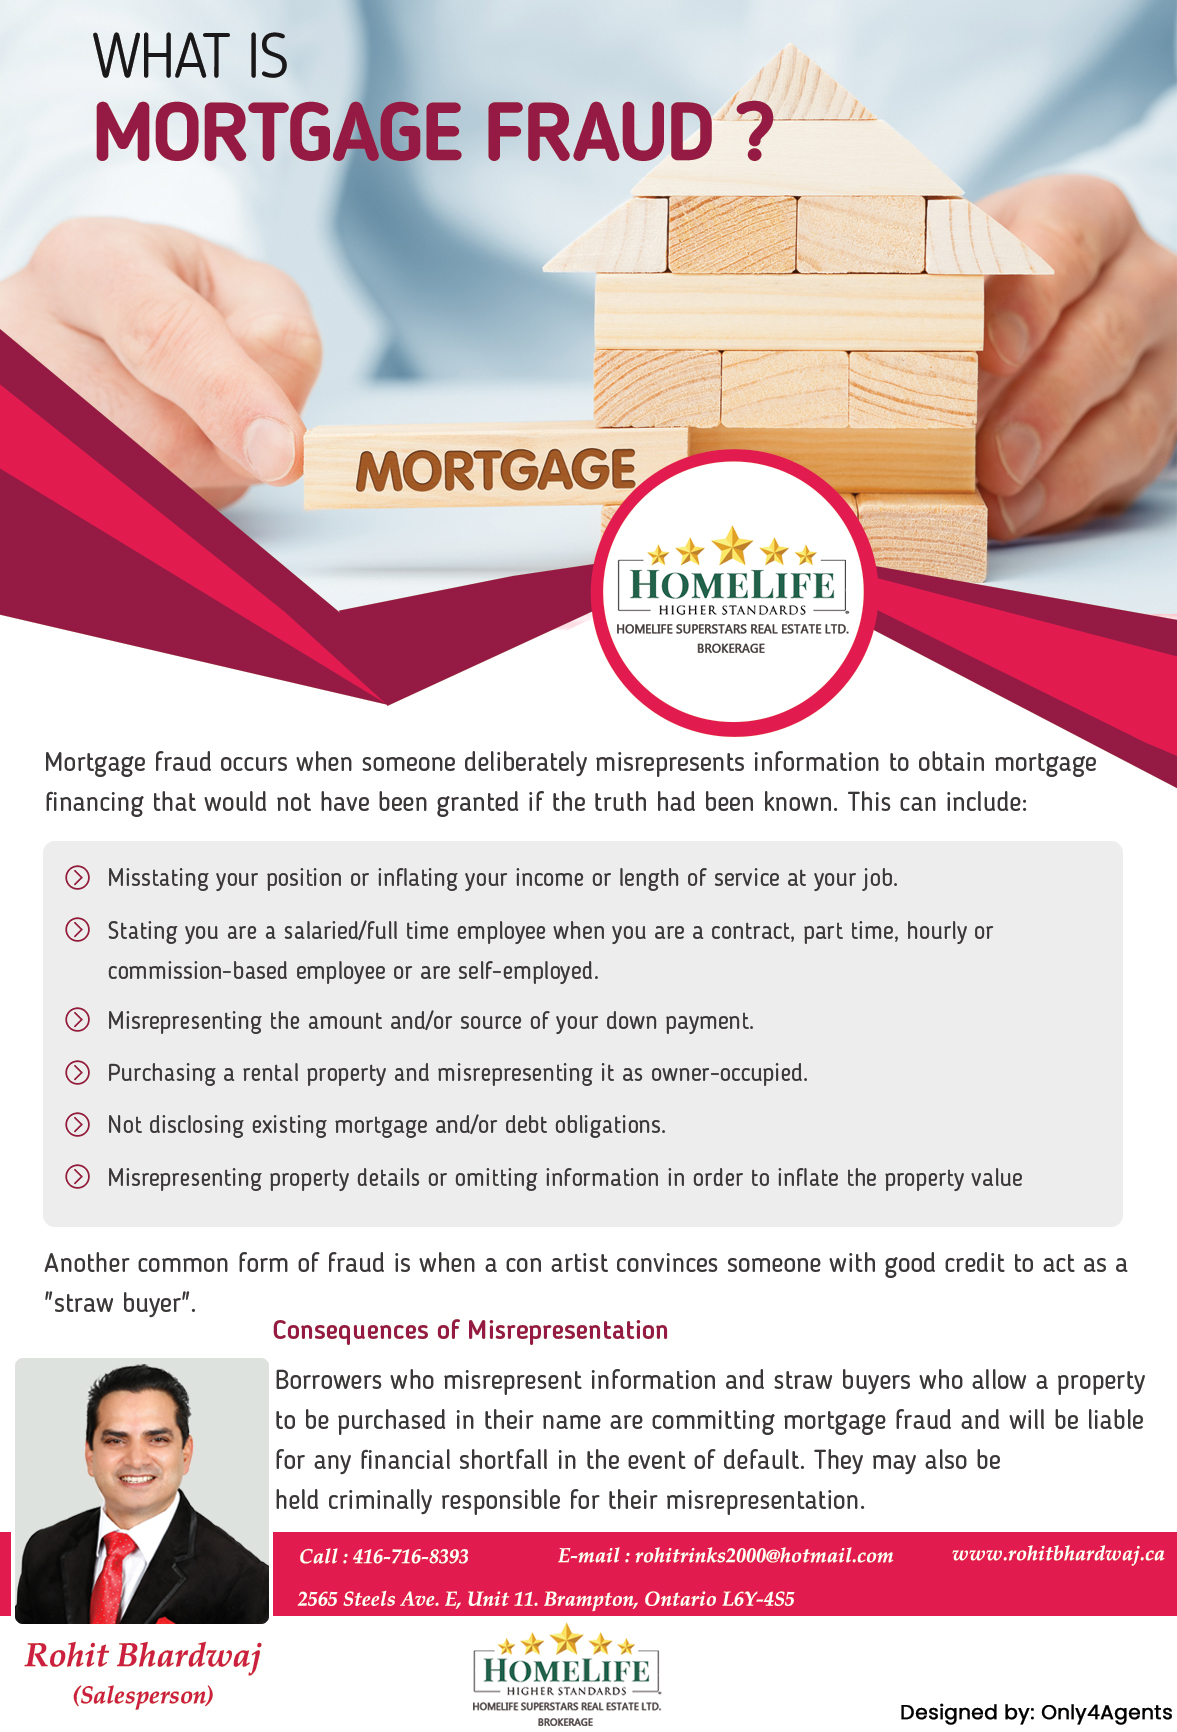 WHAT IS
MORTGAGE FRAUD ?
MORTGAGE
HOMELIFE
HIGHER STANDARDS
HOMELIFE SUPERSTARS REAL ESTATE LTD.
BROKERAGE
Mortgage fraud occurs when someone deliberately misrepresents information to obtain mortgage
financing that would not have been granted if the truth had been known. This can include:
Misstating your position or inflating your income or length of service at your job.
Stating you are a salaried/full time employee when you are a contract, part time, hourly or
commission-based employee or are self-employed.
Misrepresenting the amount and/or source of your down payment.
Purchasing a rental property and misrepresenting it as owner-occupied.
Not disclosing existing mortgage and/or debt obligations.
Misrepresenting property details or omitting information in order to inflate the property value
Another common form of fraud is when a con artist convinces someone with good credit to act as a
"straw buyer".
Consequences of Misrepresentation
Borrowers who misrepresent information and straw buyers who allow a property
to be purchased in their name are committing mortgage fraud and will be liable
for any financial shortfall in the event of default. They may also be
held criminally responsible for their misrepresentation.
Call : 416-716-8393 E-mail : rohitrinks2000@hotmail.com www.rohitbhardwaj.ca
2565 Steels Ave. E, Unit 11. Brampton, Ontario L6Y-4S5
Rohit Bhardwaj
(Salesperson)
HOMELIFE
HIGHER STANDARDS
HOMELIFE SUPERSTARS REAL ESTATE LTD.
BROKERAGE
Designed by: Only4Agents